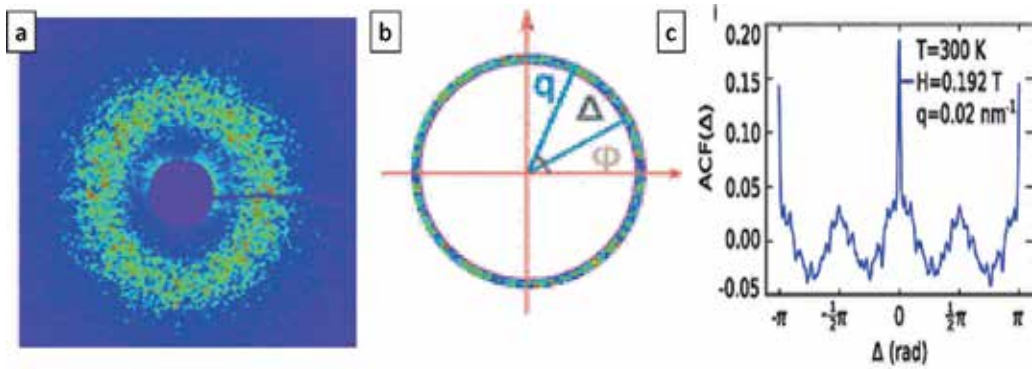 a
b
q
Δ
φ
c
T=300 K
H=0.192 T
q=0.02 nm⁻¹
ACF(Δ)
0.20
0.15
0.10
0.05
0.00
-0.05
-π
-½π
0
½π
π
Δ (rad)